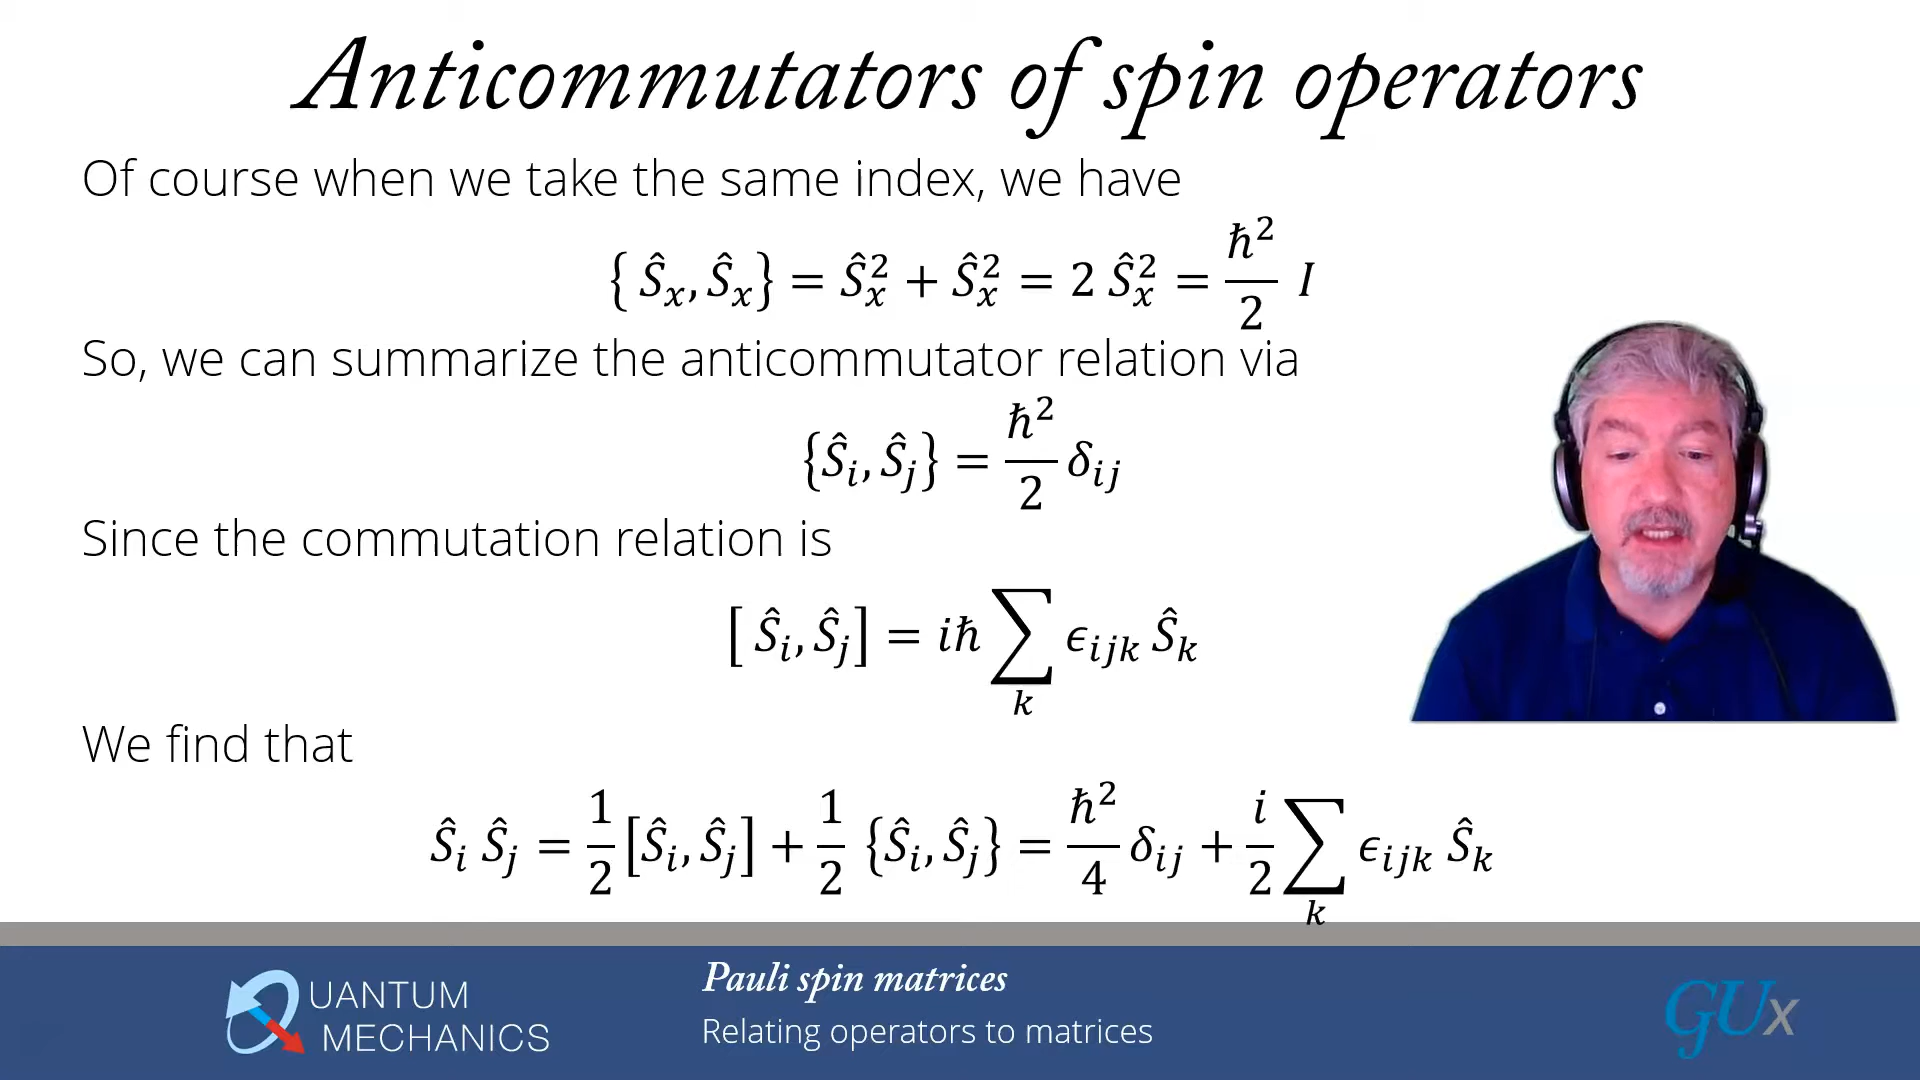 Anticommutators of spin operators
Of course when we take the same index, we have
{ Ŝ_x, Ŝ_x} = Ŝ_x^2 + Ŝ_x^2 = 2 Ŝ_x^2 = ℏ^2/2 I
So, we can summarize the anticommutator relation via
{Ŝ_i, Ŝ_j} = ℏ^2/2 δ_ij
Since the commutation relation is
[ Ŝ_i, Ŝ_j] = iℏ ∑_k ϵ_ijk Ŝ_k
We find that
Ŝ_i Ŝ_j = 1/2 [Ŝ_i, Ŝ_j] + 1/2 {Ŝ_i, Ŝ_j} = ℏ^2/4 δ_ij + i/2 ∑_k ϵ_ijk Ŝ_k
QUANTUM
MECHANICS
Pauli spin matrices
Relating operators to matrices
GUx